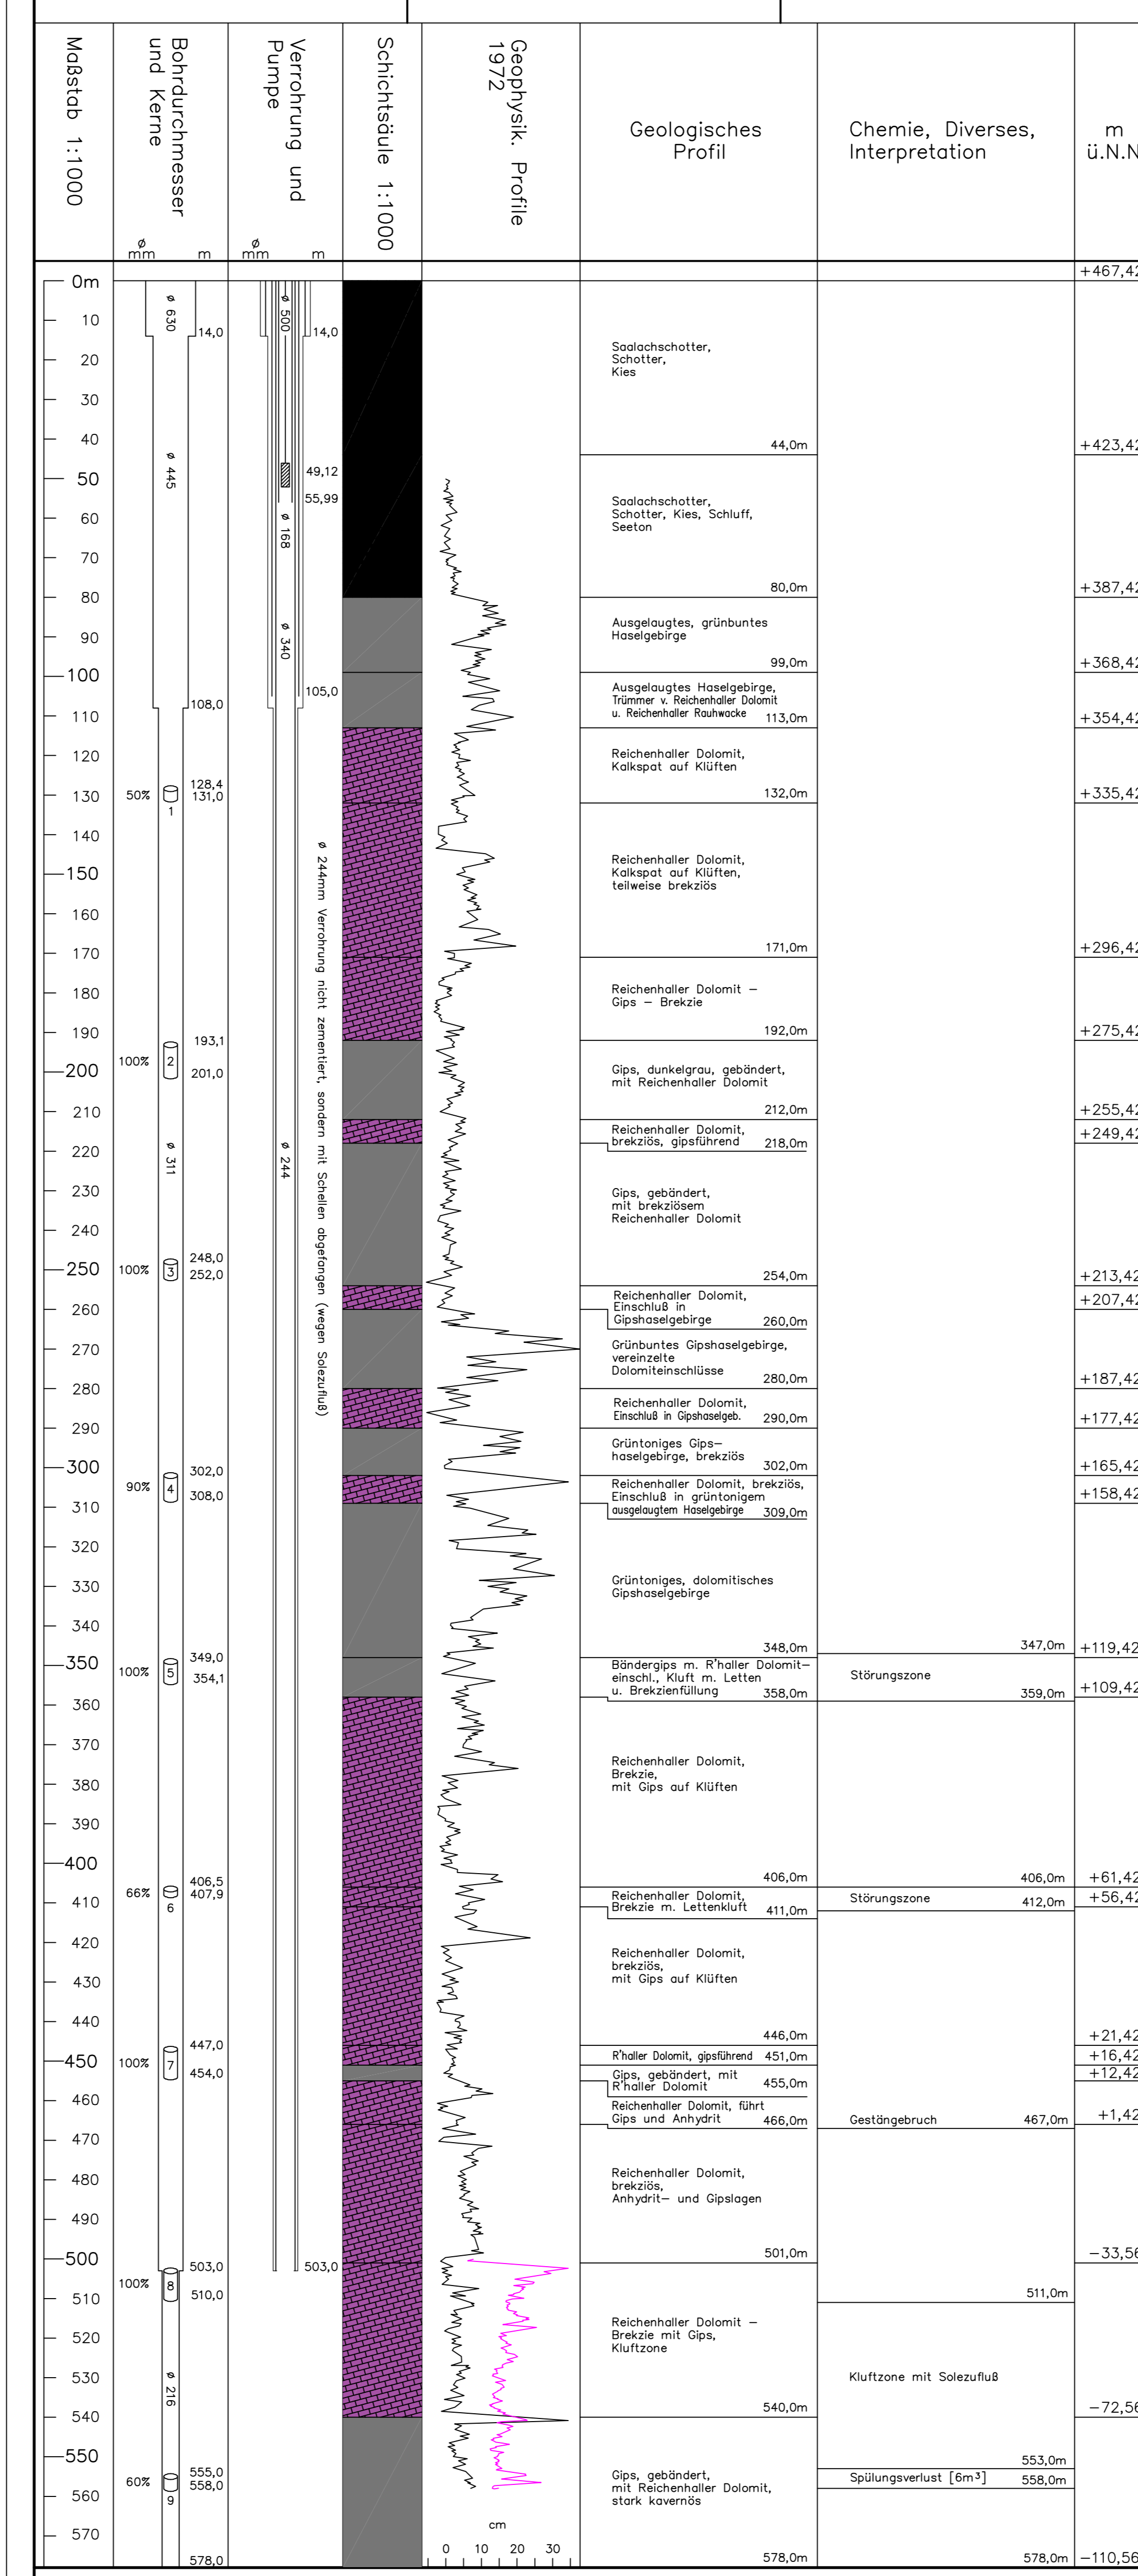 Maßstab 1:1000
Bohrdurchmesser
und Kerne
ø
mm
m
Verrohrung und
Pumpe
ø
mm
m
Schichtsäule 1:1000
Geophysik. Profile
1972
Geologisches
Profil
Chemie, Diverses,
Interpretation
m
ü.N.N
0m
10
20
30
40
50
60
70
80
90
100
110
120
130
140
150
160
170
180
190
200
210
220
230
240
250
260
270
280
290
300
310
320
330
340
350
360
370
380
390
400
410
420
430
440
450
460
470
480
490
500
510
520
530
540
550
560
570
ø 630
14,0
ø 445
108,0
50%
128,4
131,0
1
100%
2
193,1
201,0
ø 311
100%
3
248,0
252,0
90%
4
302,0
308,0
100%
5
349,0
354,1
66%
406,5
407,9
6
100%
7
447,0
454,0
503,0
100%
8
510,0
ø 216
60%
555,0
558,0
9
578,0
ø 500
14,0
49,12
55,99
ø 168
ø 340
105,0
ø 244mm Verrohrung nicht zementiert, sondern mit Schellen abgefangen (wegen Solezufluß)
ø 244
503,0
cm
0 10 20 30
Saalachschotter,
Schotter,
Kies
44,0m
Saalachschotter,
Schotter, Kies, Schluff,
Seeton
80,0m
Ausgelaugtes, grünbuntes
Haselgebirge
99,0m
Ausgelaugtes Haselgebirge,
Trümmer v. Reichenhaller Dolomit
u. Reichenhaller Rauhwacke 113,0m
Reichenhaller Dolomit,
Kalkspat auf Klüften
132,0m
Reichenhaller Dolomit,
Kalkspat auf Klüften,
teilweise brekziös
171,0m
Reichenhaller Dolomit –
Gips – Brekzie
192,0m
Gips, dunkelgrau, gebändert,
mit Reichenhaller Dolomit
212,0m
Reichenhaller Dolomit,
brekziös, gipsführend 218,0m
Gips, gebändert,
mit brekziösem
Reichenhaller Dolomit
254,0m
Reichenhaller Dolomit,
Einschluß in
Gipshaselgebirge 260,0m
Grünbuntes Gipshaselgebirge,
vereinzelte
Dolomiteinschlüsse 280,0m
Reichenhaller Dolomit,
Einschluß in Gipshaselgeb. 290,0m
Grüntoniges Gips–
haselgebirge, brekziös
302,0m
Reichenhaller Dolomit, brekziös,
Einschluß in grüntonigem
ausgelaugtem Haselgebirge 309,0m
Grüntoniges, dolomitisches
Gipshaselgebirge
348,0m
Bändergips m. R'haller Dolomit–
einschl., Kluft m. Letten
u. Brekzienfüllung 358,0m
Reichenhaller Dolomit,
Brekzie,
mit Gips auf Klüften
406,0m
Reichenhaller Dolomit,
Brekzie m. Lettenkluft 411,0m
Reichenhaller Dolomit,
brekziös,
mit Gips auf Klüften
446,0m
R'haller Dolomit, gipsführend 451,0m
Gips, gebändert, mit
R'haller Dolomit 455,0m
Reichenhaller Dolomit, führt
Gips und Anhydrit 466,0m
Reichenhaller Dolomit,
brekziös,
Anhydrit– und Gipslagen
501,0m
Reichenhaller Dolomit –
Brekzie mit Gips,
Kluftzone
540,0m
Gips, gebändert,
mit Reichenhaller Dolomit,
stark kavernös
578,0m
347,0m
Störungszone
359,0m
406,0m
Störungszone 412,0m
Gestängebruch 467,0m
511,0m
Kluftzone mit Solezufluß
553,0m
Spülungsverlust [6m³] 558,0m
578,0m
+467,42
+423,42
+387,42
+368,42
+354,42
+335,42
+296,42
+275,42
+255,42
+249,42
+213,42
+207,42
+187,42
+177,42
+165,42
+158,42
+119,42
+109,42
+61,42
+56,42
+21,42
+16,42
+12,42
+1,42
–33,56
–72,56
–110,56